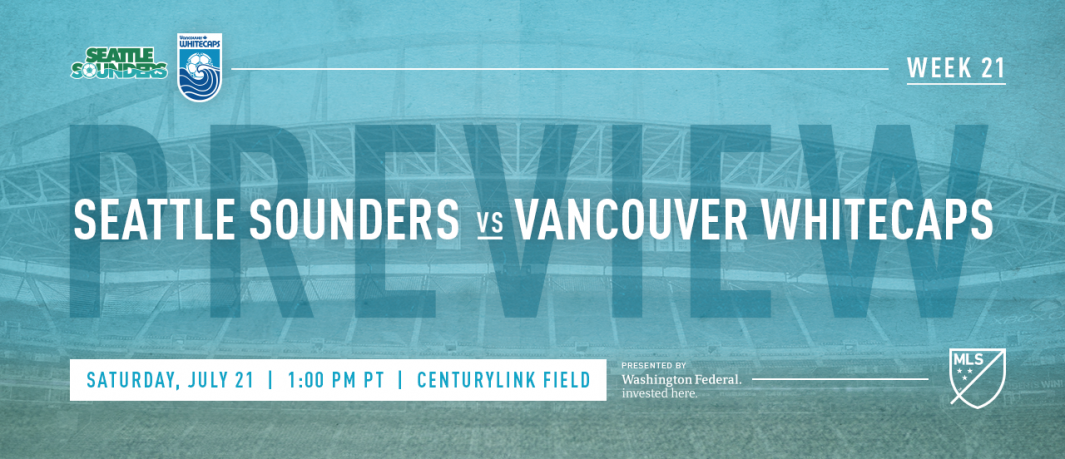 SEATTLE
SOUNDERS
Vancouver
WHITECAPS
WEEK 21
PREVIEW
SEATTLE SOUNDERS VS VANCOUVER WHITECAPS
SATURDAY, JULY 21 | 1:00 PM PT | CENTURYLINK FIELD
PRESENTED BY
Washington Federal.
invested here.
MLS